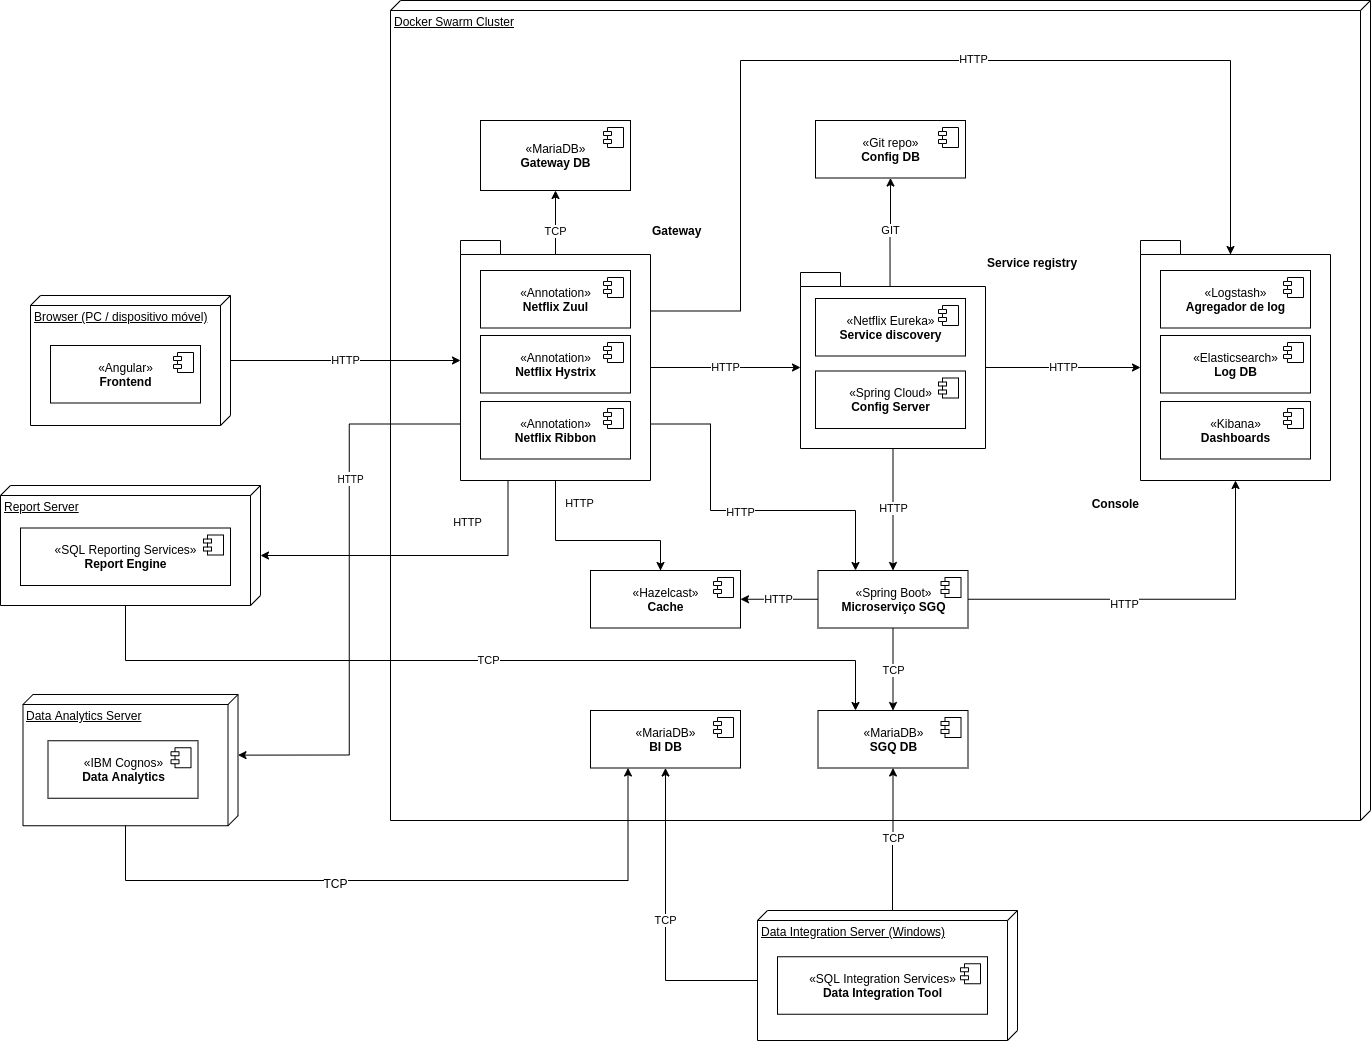 Docker Swarm Cluster
HTTP
«MariaDB»
Gateway DB
«Git repo»
Config DB
TCP
Gateway
GIT
Service registry
«Annotation»
Netflix Zuul
«Netflix Eureka»
Service discovery
«Logstash»
Agregador de log
Browser (PC / dispositivo móvel)
«Angular»
Frontend
HTTP
«Annotation»
Netflix Hystrix
HTTP
«Spring Cloud»
Config Server
HTTP
«Elasticsearch»
Log DB
«Annotation»
Netflix Ribbon
«Kibana»
Dashboards
HTTP
Report Server
«SQL Reporting Services»
Report Engine
HTTP
HTTP
HTTP
HTTP
Console
«Hazelcast»
Cache
HTTP
«Spring Boot»
Microserviço SGQ
HTTP
TCP
TCP
Data Analytics Server
«IBM Cognos»
Data Analytics
«MariaDB»
BI DB
«MariaDB»
SGQ DB
TCP
TCP
TCP
Data Integration Server (Windows)
«SQL Integration Services»
Data Integration Tool